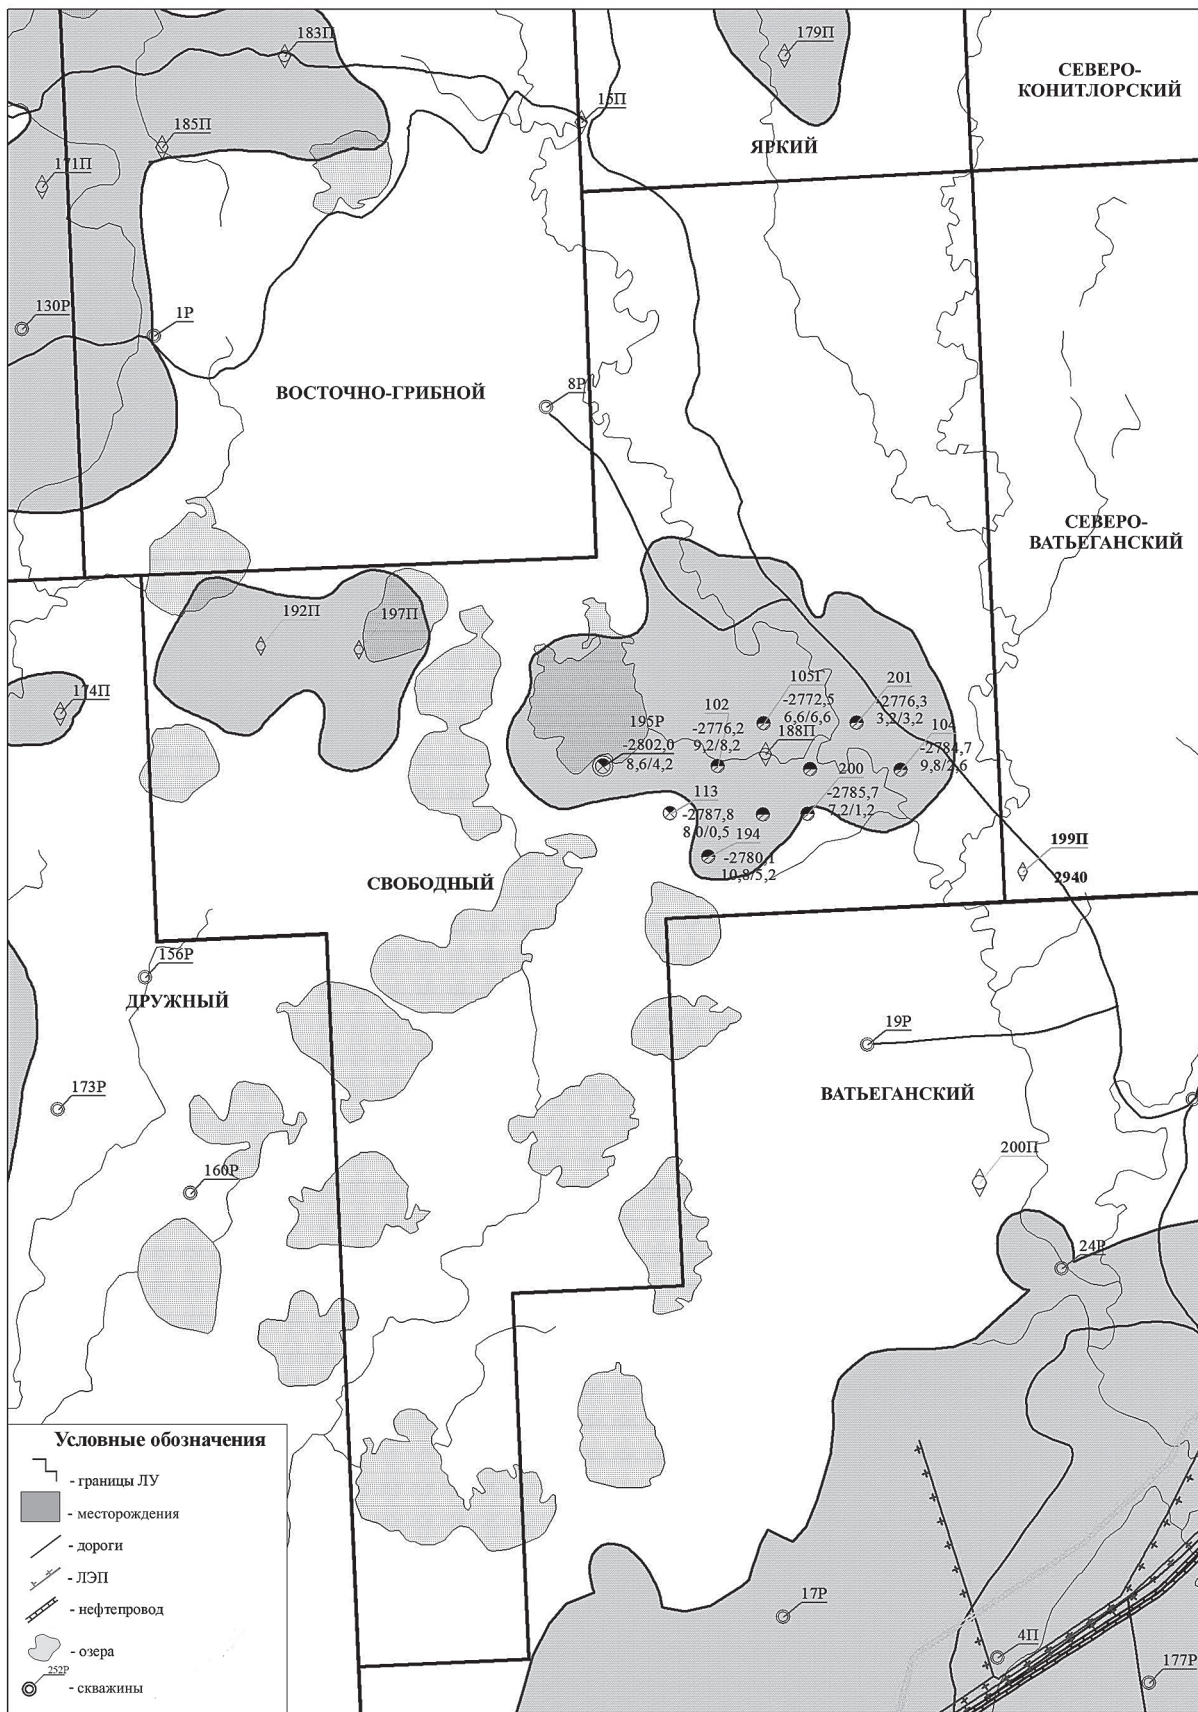 183П
179П
СЕВЕРО-
КОНИТЛОРСКИЙ
15П
185П
ЯРКИЙ
171П
130Р
1Р
ВОСТОЧНО-ГРИБНОЙ
8Р
СЕВЕРО-
ВАТЬЕГАНСКИЙ
192П
197П
174П
105Г
-2772,5
6,6/6,6
201
-2776,3
3,2/3,2
102
-2776,2
9,2/8,2
195Р
-2802,0
8,6/4,2
188П
104
-2784,7
9,8/2,6
200
-2785,7
7,2/1,2
113
-2787,8
8,0/0,5
194
-2780,1
10,8/5,2
199П
2940
СВОБОДНЫЙ
156Р
ДРУЖНЫЙ
19Р
173Р
ВАТЬЕГАНСКИЙ
200П
160Р
24Р
Условные обозначения
- границы ЛУ
- месторождения
- дороги
- ЛЭП
- нефтепровод
- озера
252Р
- скважины
17Р
4П
177Р